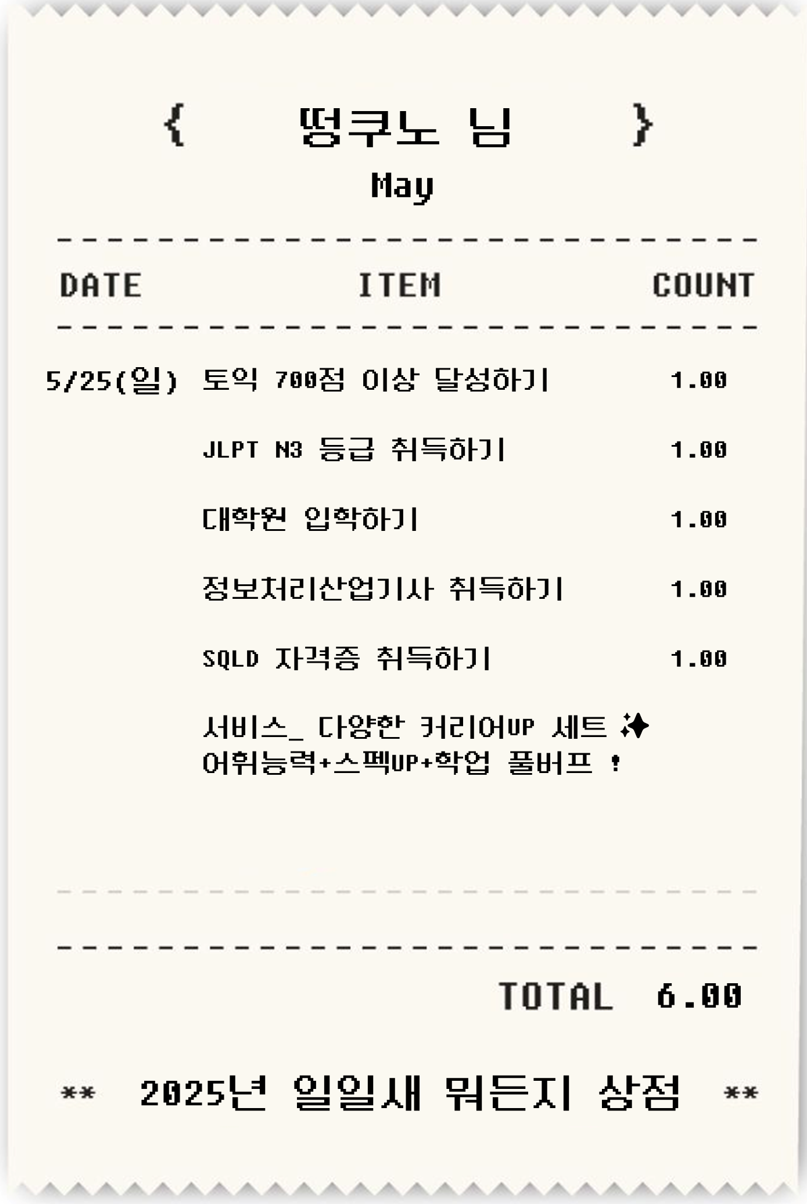 { 떵쿠노 님 }
May
DATE ITEM COUNT
5/25(일) 토익 700점 이상 달성하기 1.00
JLPT N3 등급 취득하기 1.00
대학원 입학하기 1.00
정보처리산업기사 취득하기 1.00
SQLD 자격증 취득하기 1.00
서비스_ 다양한 커리어UP 세트 ✨
어휘능력+스펙UP+학업 풀버프 !
TOTAL 6.00
** 2025년 일일새 뭐든지 상점 **